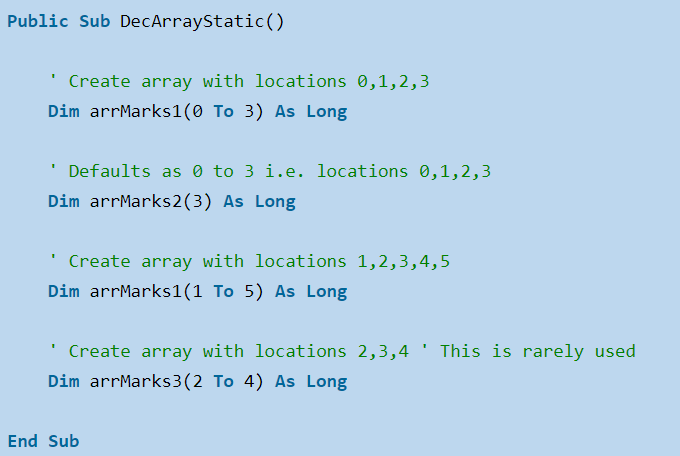 Public Sub DecArrayStatic()
' Create array with locations 0,1,2,3
Dim arrMarks1(0 To 3) As Long
' Defaults as 0 to 3 i.e. locations 0,1,2,3
Dim arrMarks2(3) As Long
' Create array with locations 1,2,3,4,5
Dim arrMarks1(1 To 5) As Long
' Create array with locations 2,3,4 ' This is rarely used
Dim arrMarks3(2 To 4) As Long
End Sub